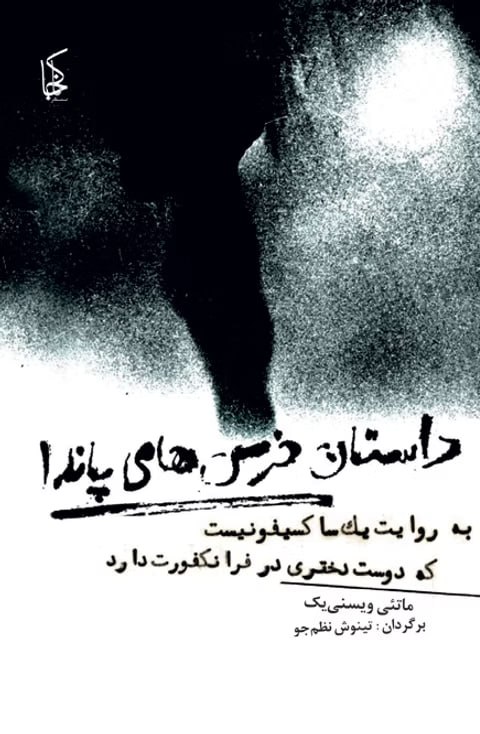 داستان خرس‌های پاندا
به روایت یک ساکسیفونیست
که دوست‌دختری در فرانکفورت دارد
ماتئی ویسنی‌یک
برگردان: تینوش نظم‌جو